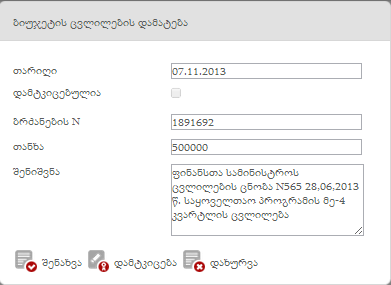 ბიუჯეტის ცვლილების დამატება
თარიღი 07.11.2013
დამტკიცებულია
ბრძანების N 1891692
თანხა 500000
შენიშვნა ფინანსთა სამინისტროს
ცვლილების ცნობა N565 28,06,2013
წ. საყოველთაო პროგრამის მე-4
კვარტლის ცვლილება
შენახვა დამტკიცება დახურვა